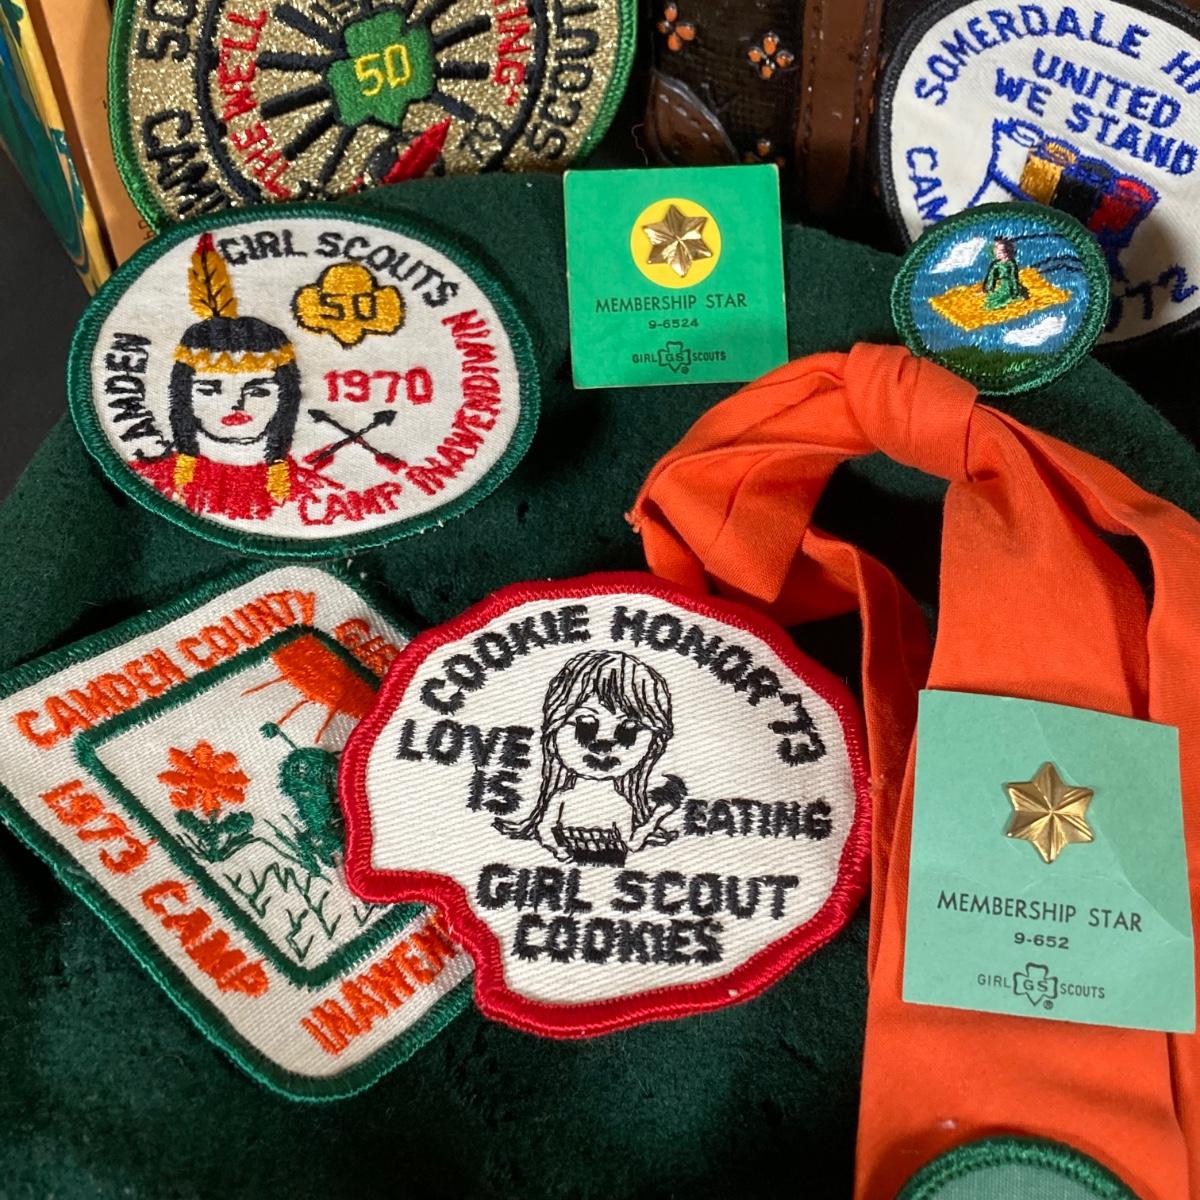 50
THE WELL
SCOUT
50
SOMERDALE
UNITED
WE STAND
GIRL SCOUTS
50
CAMDEN
1970
CAMP INAWENDIWIN
MEMBERSHIP STAR
9-6524
GIRL GS SCOUTS
CAMDEN COUNTY
1973 CAMP
COOKIE HONOR '73
LOVE
IS
EATING
GIRL SCOUT
COOKIES
MEMBERSHIP STAR
9-652
GIRL GS SCOUTS